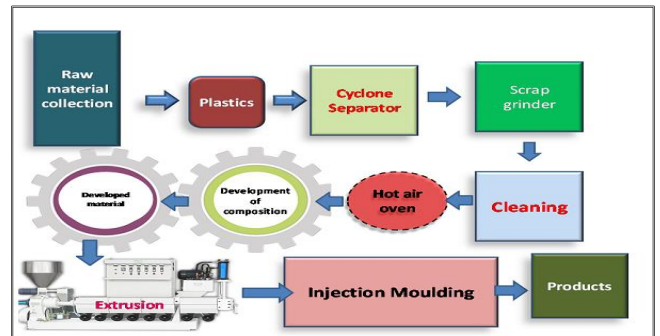 Raw
material
collection
Plastics
Cyclone
Separator
Scrap
grinder
Cleaning
Hot air
oven
Development
of
composition
Developed
material
Extrusion
Injection Moulding
Products